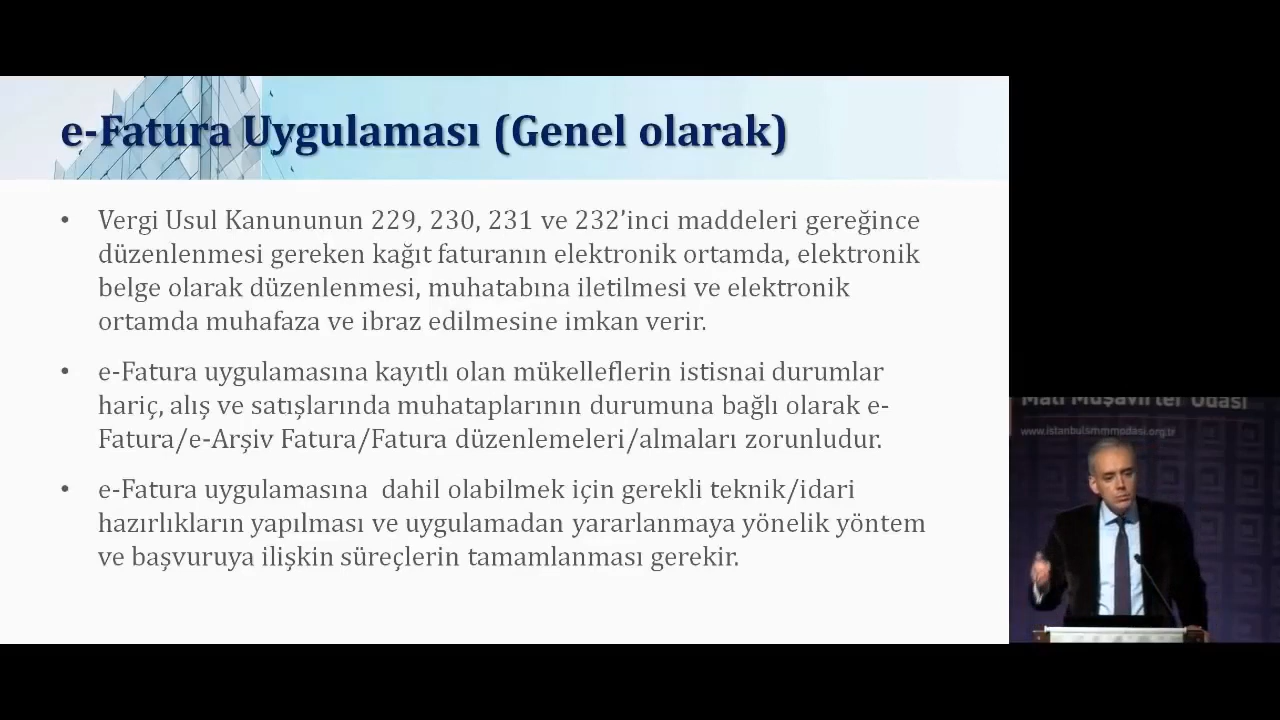 e-Fatura Uygulaması (Genel olarak)
• Vergi Usul Kanununun 229, 230, 231 ve 232’inci maddeleri gereğince
düzenlenmesi gereken kağıt faturanın elektronik ortamda, elektronik
belge olarak düzenlenmesi, muhatabına iletilmesi ve elektronik
ortamda muhafaza ve ibraz edilmesine imkan verir.
• e-Fatura uygulamasına kayıtlı olan mükelleflerin istisnai durumlar
hariç, alış ve satışlarında muhataplarının durumuna bağlı olarak e-
Fatura/e-Arşiv Fatura/Fatura düzenlemeleri/almaları zorunludur.
• e-Fatura uygulamasına  dahil olabilmek için gerekli teknik/idari
hazırlıkların yapılması ve uygulamadan yararlanmaya yönelik yöntem
ve başvuruya ilişkin süreçlerin tamamlanması gerekir.
Mali Müşavirler Odası
www.istanbulsmmmodasi.org.tr